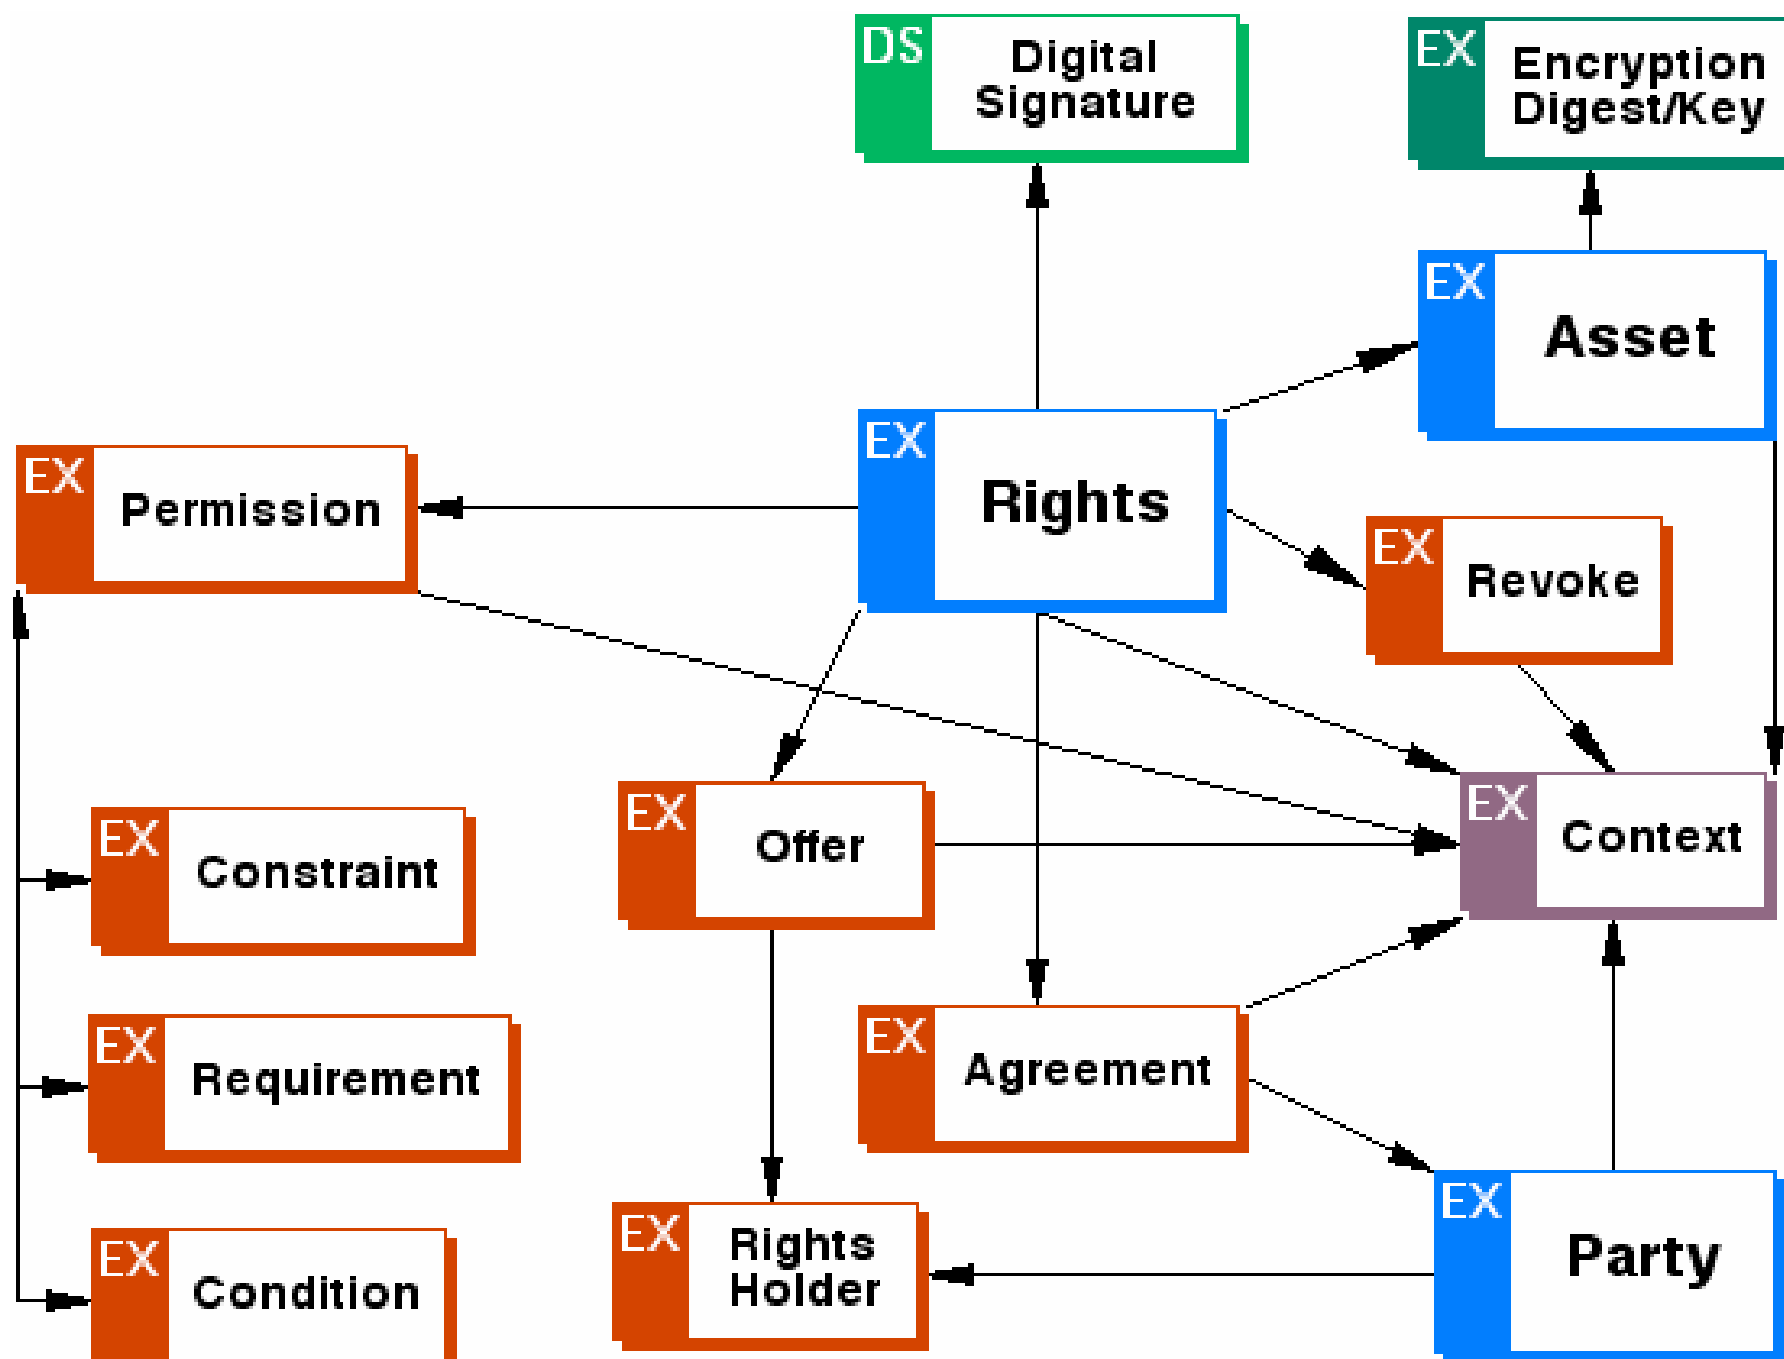 DS
Digital
Signature
EX
Encryption
Digest/Key
EX
Asset
EX
Rights
EX
Permission
EX
Revoke
EX
Offer
EX
Context
EX
Constraint
EX
Agreement
EX
Requirement
EX
Party
EX
Rights
Holder
EX
Condition